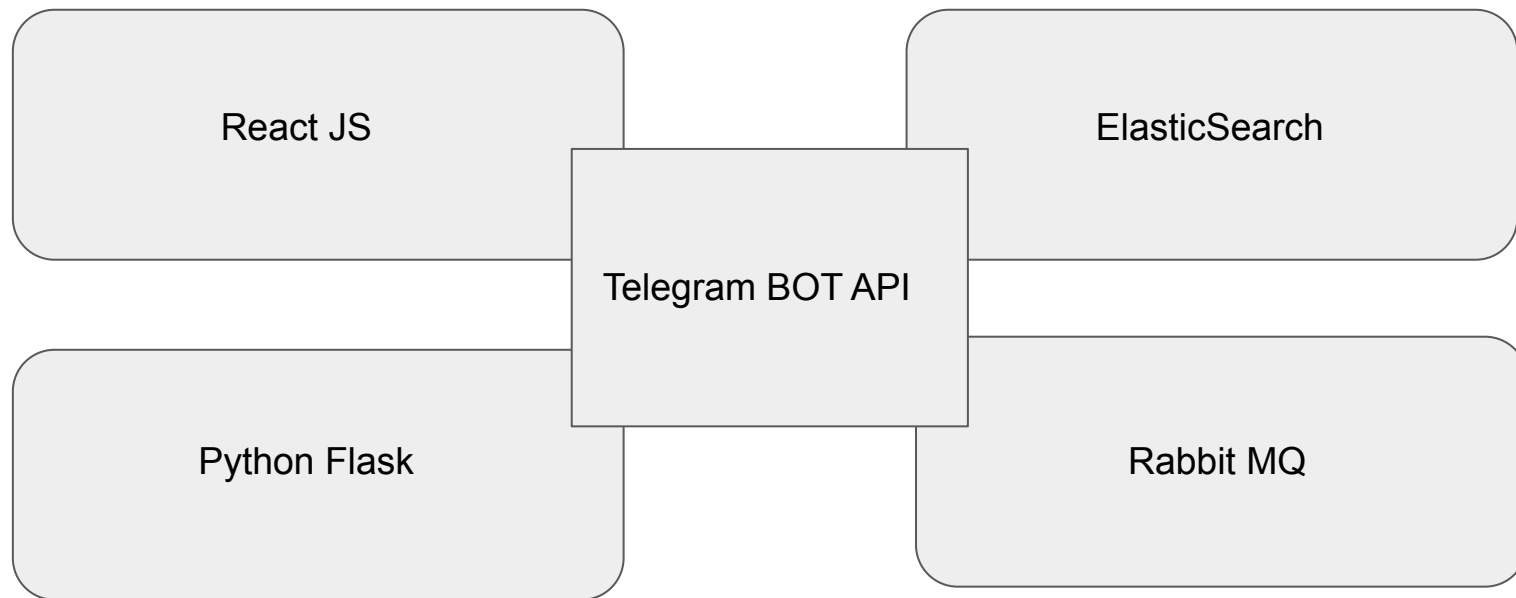 React JS
ElasticSearch
Telegram BOT API
Python Flask
Rabbit MQ